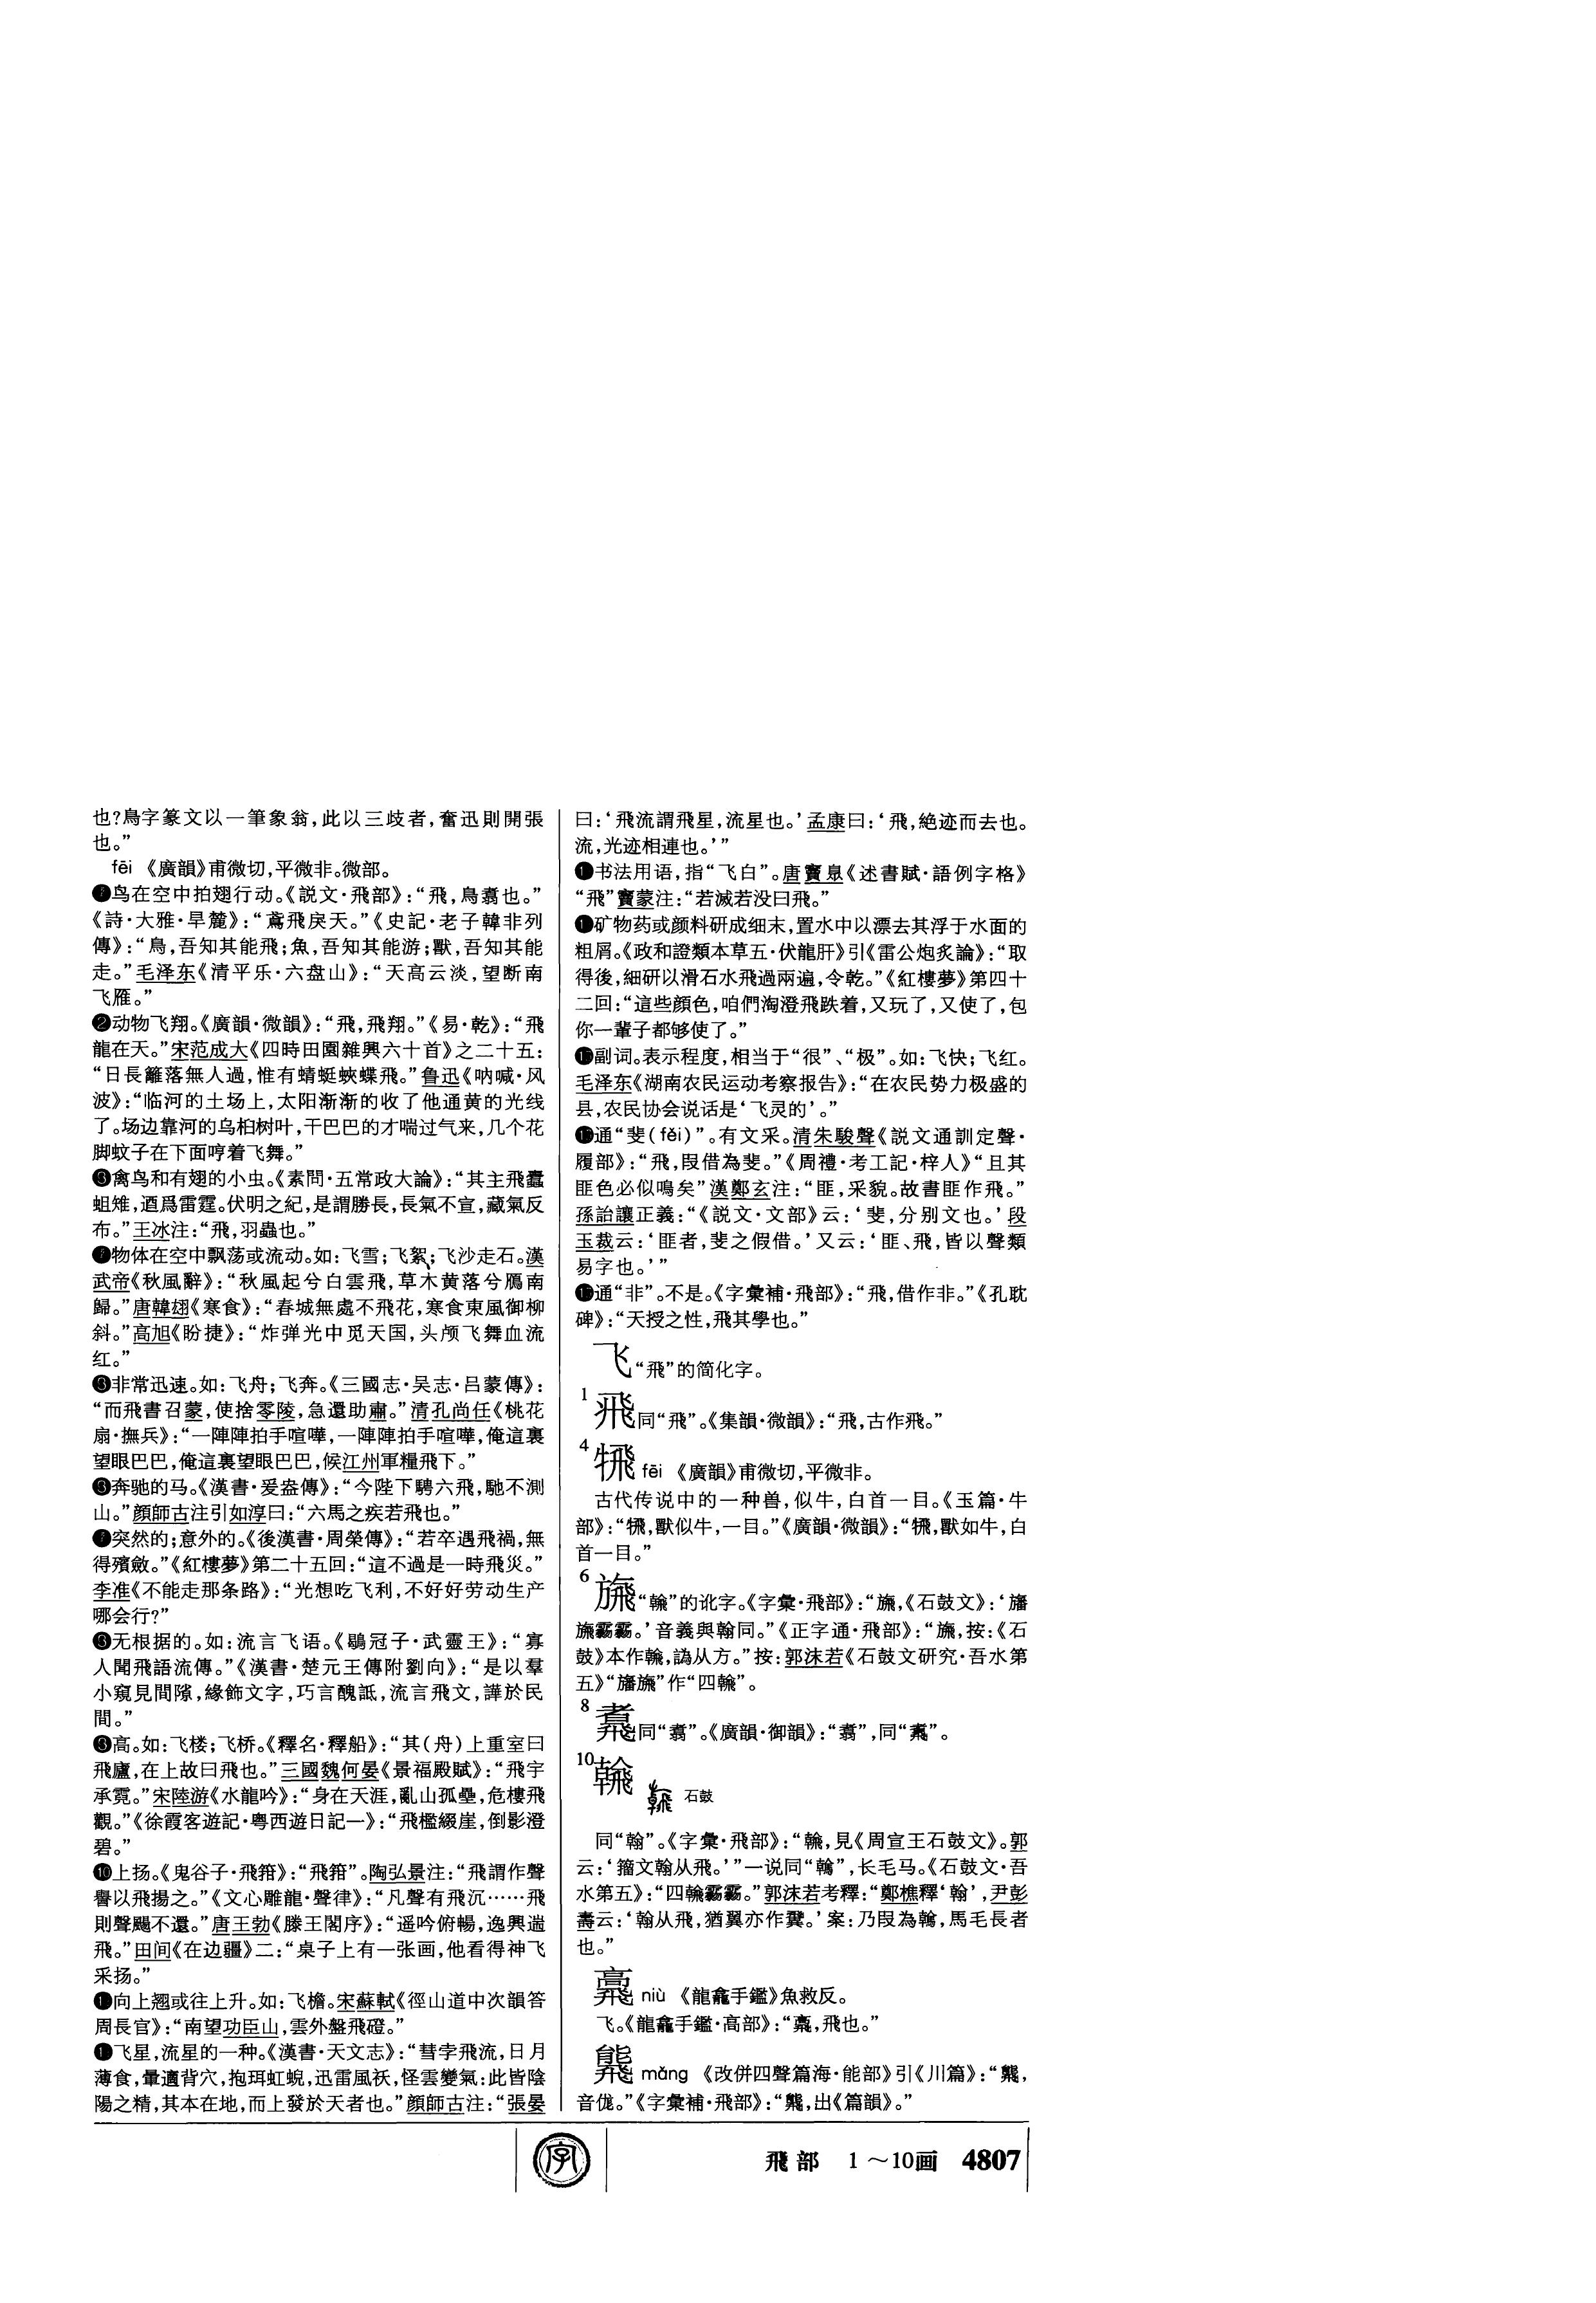 也?鳥字篆文以一筆象翁,此以三歧者,奮迅則開張
也。”
fēi 《廣韻》甫微切,平微非。微部。
❶鸟在空中拍翅行动。《説文·飛部》:“飛,鳥翥也。”
《詩·大雅·旱麓》:“鳶飛戾天。”《史記·老子韓非列
傳》:“鳥,吾知其能飛;魚,吾知其能游;獸,吾知其能
走。”毛泽东《清平乐·六盘山》:“天高云淡,望断南
飞雁。”
❷动物飞翔。《廣韻·微韻》:“飛,飛翔。”《易·乾》:“飛
龍在天。”宋范成大《四時田園雜興六十首》之二十五:
“日長籬落無人過,惟有蜻蜓蛺蝶飛。”鲁迅《呐喊·风
波》:“临河的土场上,太阳渐渐的收了他通黄的光线
了。场边靠河的乌桕树叶,干巴巴的才喘过气来,几个花
脚蚊子在下面哼着飞舞。”
❸禽鸟和有翅的小虫。《素問·五常政大論》:“其主飛蠹
蛆雉,迺爲雷霆。伏明之紀,是謂勝長,長氣不宣,藏氣反
布。”王冰注:“飛,羽蟲也。”
物体在空中飘荡或流动。如:飞雪;飞絮;飞沙走石。漢
武帝《秋風辭》:“秋風起兮白雲飛,草木黄落兮鴈南
歸。”唐韓翃《寒食》:“春城無處不飛花,寒食東風御柳
斜。”高旭《盼捷》:“炸弹光中觅天国,头颅飞舞血流
红。”
非常迅速。如:飞舟;飞奔。《三國志·吴志·吕蒙傳》:
“而飛書召蒙,使捨零陵,急還助肅。”清孔尚任《桃花
扇·撫兵》:“一陣陣拍手喧嘩,一陣陣拍手喧嘩,俺這裏
望眼巴巴,俺這裏望眼巴巴,候江州軍糧飛下。”
奔驰的马。《漢書·爰盎傳》:“今陛下騁六飛,馳不測
山。”顔師古注引如淳曰:“六馬之疾若飛也。”
❼突然的;意外的。《後漢書·周榮傳》:“若卒遇飛禍,無
得殯斂。”《紅樓夢》第二十五回:“這不過是一時飛災。”
李准《不能走那条路》:“光想吃飞利,不好好劳动生产
哪会行?”
无根据的。如:流言飞语。《鶡冠子·武靈王》:“寡
人聞飛語流傳。”《漢書·楚元王傳附劉向》:“是以羣
小窺見間隙,緣飾文字,巧言醜詆,流言飛文,譁於民
間。”
高。如:飞楼;飞桥。《釋名·釋船》:“其(舟)上重室曰
飛廬,在上故曰飛也。”三國魏何晏《景福殿賦》:“飛宇
承霓。”宋陸游《水龍吟》:“身在天涯,亂山孤壘,危樓飛
觀。”《徐霞客遊記·粤西遊日記一》:“飛檻綴崖,倒影澄
碧。”
❿上扬。《鬼谷子·飛箝》:“飛箝”。陶弘景注:“飛謂作聲
譽以飛揚之。”《文心雕龍·聲律》:“凡聲有飛沉……飛
則聲颺不還。”唐王勃《滕王閣序》:“遥吟俯暢,逸興遄
飛。”田间《在边疆》二:“桌子上有一张画,他看得神飞
采扬。”
向上翘或往上升。如:飞檐。宋蘇軾《徑山道中次韻答
周長官》:“南望功臣山,雲外盤飛磴。”
飞星,流星的一种。《漢書·天文志》:“彗孛飛流,日月
薄食,暈適背穴,抱珥虹蜺,迅雷風祅,怪雲變氣:此皆陰
陽之精,其本在地,而上發於天者也。”顔師古注:“張晏
曰:‘飛流謂飛星,流星也。’孟康曰:‘飛,絶迹而去也。
流,光迹相連也。’”
书法用语,指“飞白”。唐竇臮《述書賦·語例字格》
“飛”竇蒙注:“若滅若没曰飛。”
矿物药或颜料研成细末,置水中以漂去其浮于水面的
粗屑。《政和證類本草五·伏龍肝》引《雷公炮炙論》:“取
得後,細研以滑石水飛過兩遍,令乾。”《紅樓夢》第四十
二回:“這些顔色,咱們淘澄飛跌着,又玩了,又使了,包
你一輩子都够使了。”
副词。表示程度,相当于“很”、“极”。如:飞快;飞红。
毛泽东《湖南农民运动考察报告》:“在农民势力极盛的
县,农民协会说话是‘飞灵的’。”
通“斐(fěi)”。有文采。清朱駿聲《説文通訓定聲·
履部》:“飛,叚借為斐。”《周禮·考工記·梓人》“且其
匪色必似鳴矣”漢鄭玄注:“匪,采貌。故書匪作飛。”
孫詒讓正義:“《説文·文部》云:‘斐,分别文也。’段
玉裁云:‘匪者,斐之假借。’又云:‘匪、飛,皆以聲類
易字也。’”
通“非”。不是。《字彙補·飛部》:“飛,借作非。”《孔耽
碑》:“天授之性,飛其學也。”
飞“飛”的简化字。
1 同“飛”。《集韻·微韻》:“飛,古作。”
4 fēi 《廣韻》甫微切,平微非。
古代传说中的一种兽,似牛,白首一目。《玉篇·牛
部》:“,獸似牛,一目。”《廣韻·微韻》:“,獸如牛,白
首一目。”
6 “䮧”的讹字。《字彙·飛部》:“,《石鼓文》:‘
霧霧。’音義與翰同。”《正字通·飛部》:“,按:《石
鼓》本作,譌从方。”按:郭沫若《石鼓文研究·吾水第
五》“”作“四”。
8 同“翥”。《廣韻·御韻》:“翥”,同“”。
10 石鼓
同“翰”。《字彙·飛部》:“,見《周宣王石鼓文》。郭
云:‘籀文翰从飛。’”一说同“”,长毛马。《石鼓文·吾
水第五》:“四霧霧。”郭沫若考釋:“鄭樵釋‘翰’,尹彭
壽云:‘翰从飛,猶翼亦作䙴。’案:乃叚為,馬毛長者
也。”
niù 《龍龕手鑑》魚救反。
飞。《龍龕手鑑·高部》:“,飛也。”
mǎng 《改併四聲篇海·能部》引《川篇》:“,
音㑻。”《字彙補·飛部》:“,出《篇韻》。”
字
飛部 1～10画 4807